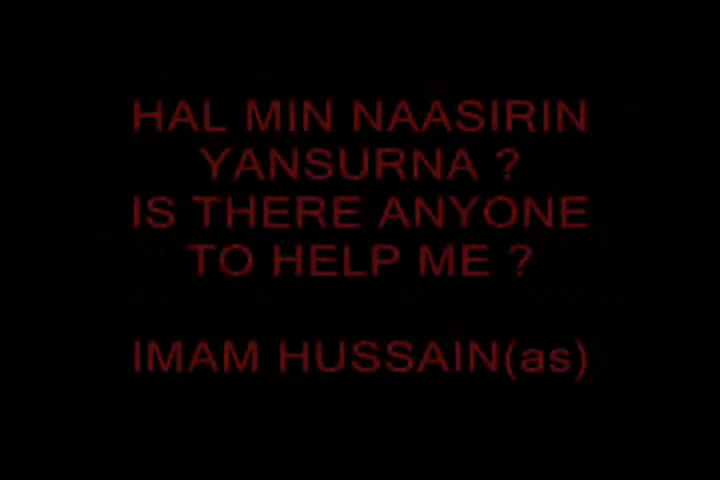 HAL MIN NAASIRIN
YANSURNA ?
IS THERE ANYONE
TO HELP ME ?
IMAM HUSSAIN(as)